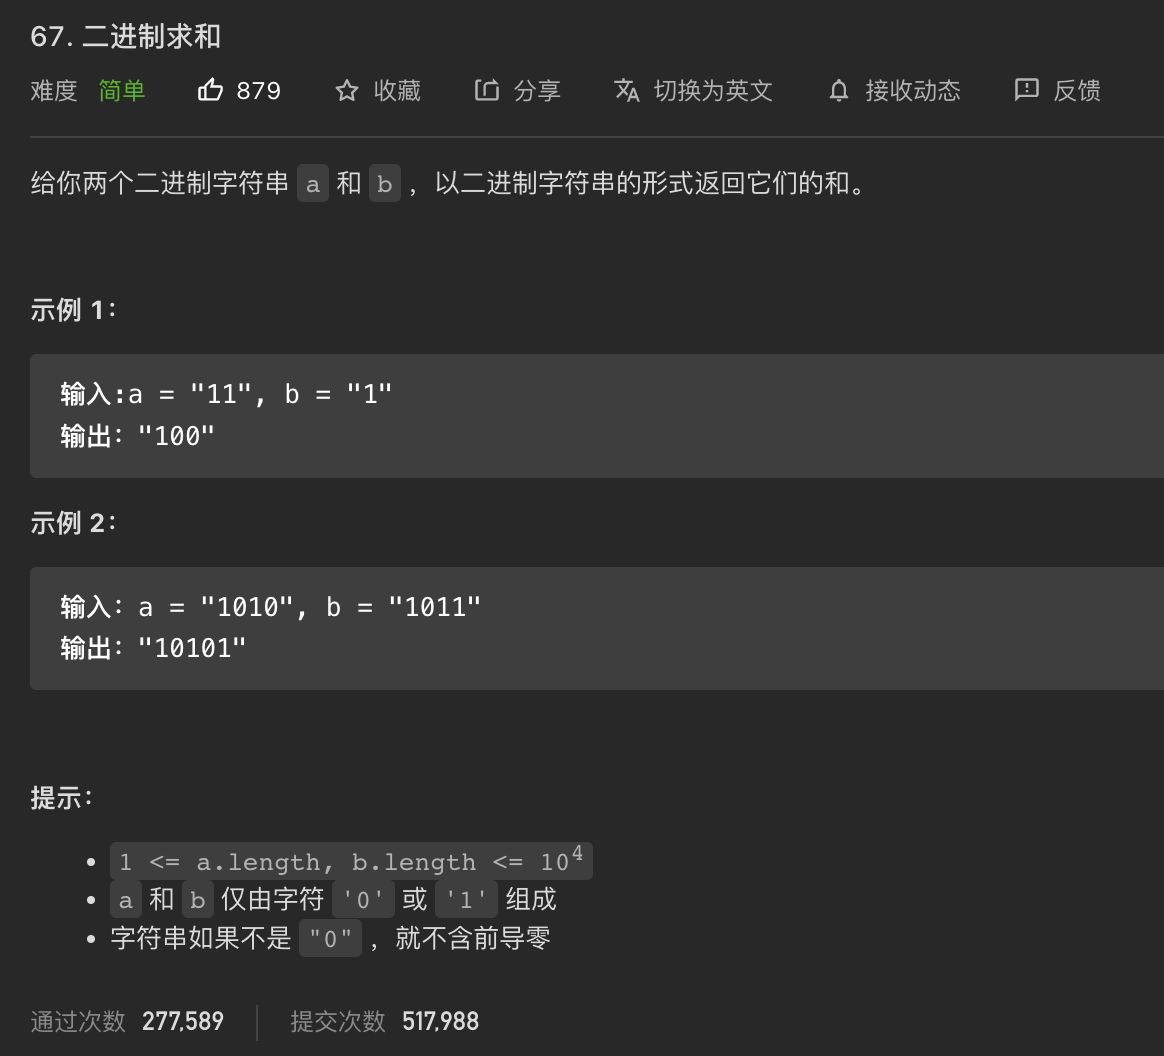 67. 二进制求和
难度 简单 879 收藏 分享 切换为英文 接收动态 反馈
给你两个二进制字符串 a 和 b ，以二进制字符串的形式返回它们的和。
示例 1：
输入:a = "11", b = "1"
输出："100"
示例 2：
输入：a = "1010", b = "1011"
输出："10101"
提示：
• 1 <= a.length, b.length <= 10⁴
• a 和 b 仅由字符 '0' 或 '1' 组成
• 字符串如果不是 "0" ，就不含前导零
通过次数 277,589 提交次数 517,988